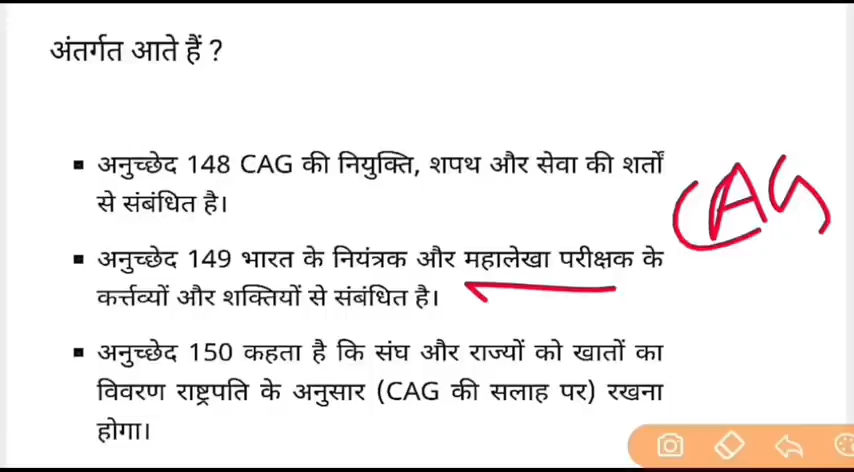 अंतर्गत आते हैं ?
▪ अनुच्छेद 148 CAG की नियुक्ति, शपथ और सेवा की शर्तों
से संबंधित है।
CAG
▪ अनुच्छेद 149 भारत के नियंत्रक और महालेखा परीक्षक के
कर्त्तव्यों और शक्तियों से संबंधित है।
▪ अनुच्छेद 150 कहता है कि संघ और राज्यों को खातों का
विवरण राष्ट्रपति के अनुसार (CAG की सलाह पर) रखना
होगा।